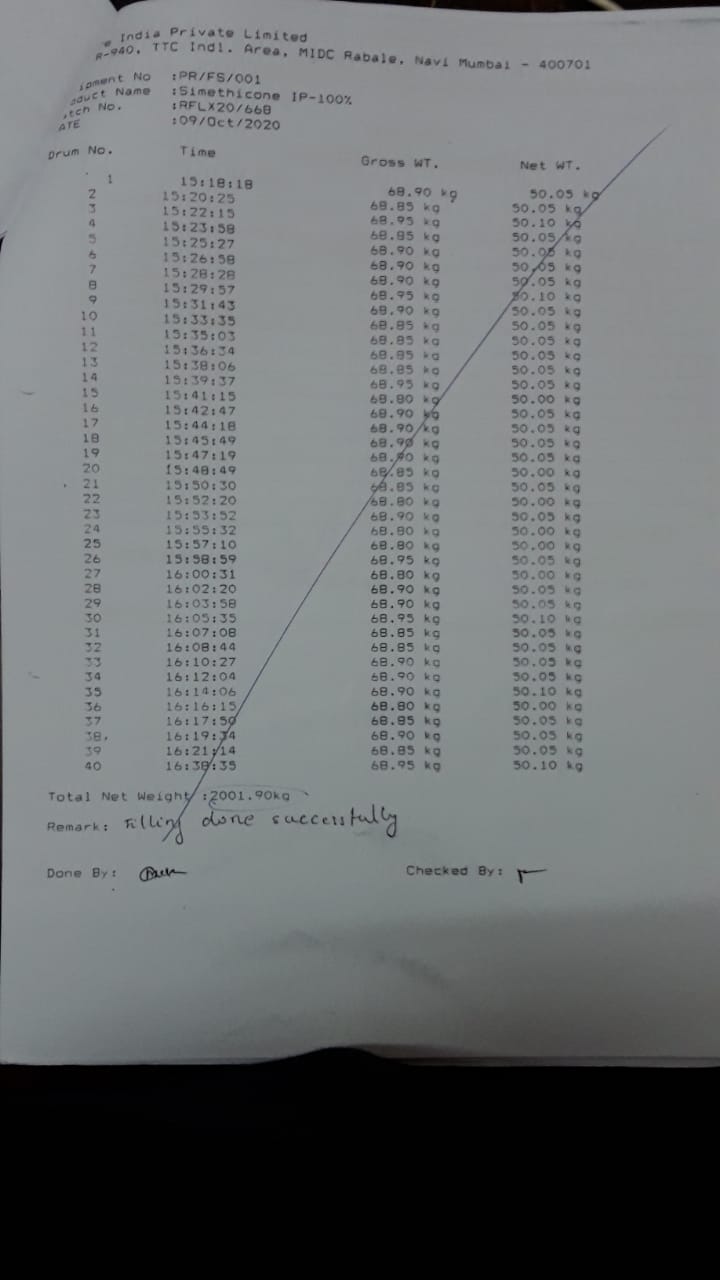 India Private Limited
R-940, TTC Indl. Area, MIDC Rabale, Navi Mumbai - 400701
ipment No :PR/FS/001
oduct Name :Simethicone IP-100%
tch No. :RFLX20/668
ATE :09/Oct/2020
Drum No. Time Gross WT. Net WT.
1 15:18:18 68.90 kg 50.05 kg
2 15:20:25 68.85 kg 50.05 kg
3 15:22:15 68.95 kg 50.10 kg
4 15:23:58 68.85 kg 50.05 kg
5 15:25:27 68.90 kg 50.05 kg
6 15:26:58 68.90 kg 50.05 kg
7 15:28:28 68.90 kg 50.05 kg
8 15:29:57 68.95 kg 50.10 kg
9 15:31:43 68.90 kg 50.05 kg
10 15:33:35 68.85 kg 50.05 kg
11 15:35:03 68.85 kg 50.05 kg
12 15:36:34 68.85 kg 50.05 kg
13 15:38:06 68.85 kg 50.05 kg
14 15:39:37 68.95 kg 50.05 kg
15 15:41:15 68.80 kg 50.00 kg
16 15:42:47 68.90 kg 50.05 kg
17 15:44:18 68.90 kg 50.05 kg
18 15:45:49 68.90 kg 50.05 kg
19 15:47:19 68.90 kg 50.05 kg
20 15:48:49 68.85 kg 50.00 kg
21 15:50:30 68.85 kg 50.05 kg
22 15:52:20 68.80 kg 50.00 kg
23 15:53:52 68.90 kg 50.05 kg
24 15:55:32 68.80 kg 50.00 kg
25 15:57:10 68.80 kg 50.00 kg
26 15:58:59 68.95 kg 50.05 kg
27 16:00:31 68.80 kg 50.00 kg
28 16:02:20 68.90 kg 50.05 kg
29 16:03:58 68.90 kg 50.05 kg
30 16:05:35 68.95 kg 50.10 kg
31 16:07:08 68.85 kg 50.05 kg
32 16:08:44 68.85 kg 50.05 kg
33 16:10:27 68.90 kg 50.05 kg
34 16:12:04 68.90 kg 50.05 kg
35 16:14:06 68.90 kg 50.10 kg
36 16:16:15 68.80 kg 50.00 kg
37 16:17:50 68.85 kg 50.05 kg
38 16:19:34 68.90 kg 50.05 kg
39 16:21:14 68.85 kg 50.05 kg
40 16:38:35 68.95 kg 50.10 kg
Total Net Weight :2001.90kg
Remark: Filling done successfully
Done By: Checked By: